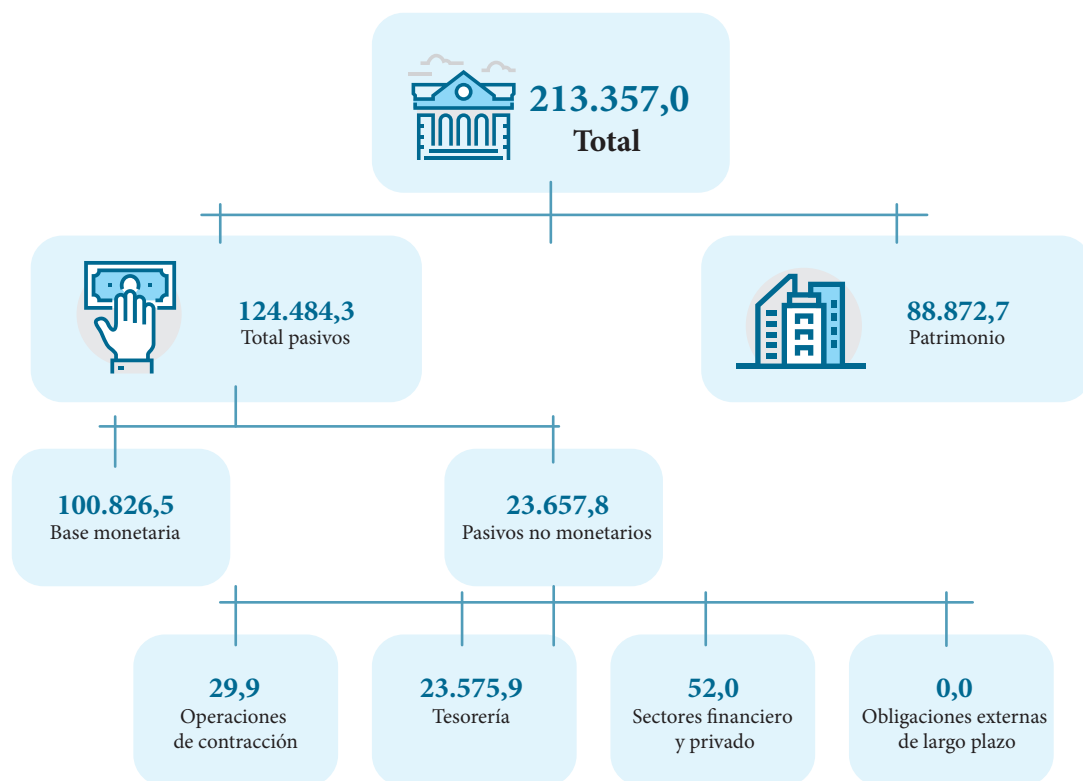 213.357,0
Total
124.484,3
Total pasivos
88.872,7
Patrimonio
100.826,5
Base monetaria
23.657,8
Pasivos no monetarios
29,9
Operaciones
de contracción
23.575,9
Tesorería
52,0
Sectores financiero
y privado
0,0
Obligaciones externas
de largo plazo